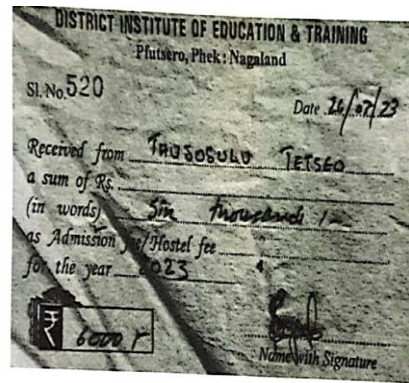 DISTRICT INSTITUTE OF EDUCATION & TRAINING
Pfutsero, Phek : Nagaland
Sl. No. 520
Date 26/07/23
Received from TETSEO
a sum of Rs.
(in words) Six thousand
as Admission fee/Hostel fee
for the year 2023
₹ 6000
Name with Signature